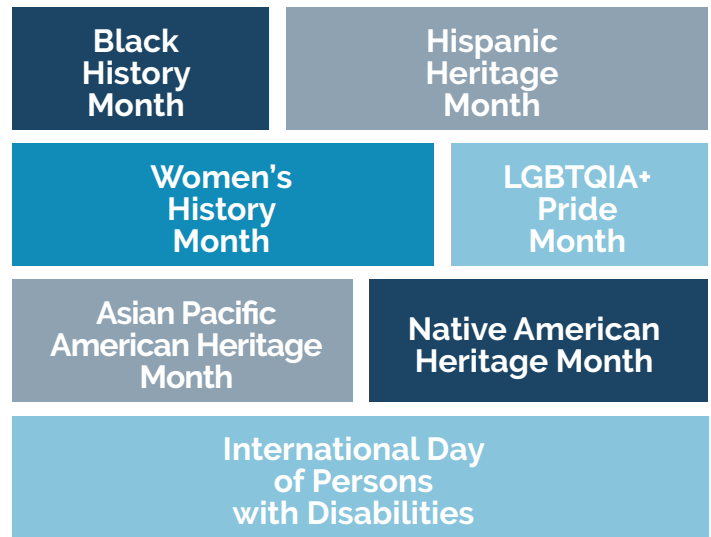 Black
History
Month
Hispanic
Heritage
Month
Women's
History
Month
LGBTQIA+
Pride
Month
Asian Pacific
American Heritage
Month
Native American
Heritage Month
International Day
of Persons
with Disabilities